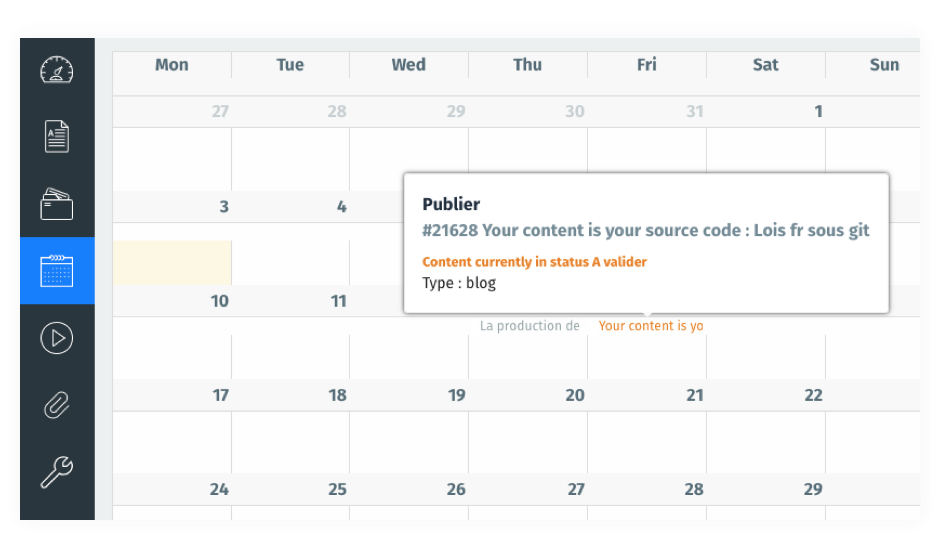 Mon Tue Wed Thu Fri Sat Sun
27 28 29 30 31 1
3 4
Publier
#21628 Your content is your source code : Lois fr sous git
Content currently in status A valider
Type : blog
10 11
La production de Your content is yo
17 18 19 20 21 22
24 25 26 27 28 29